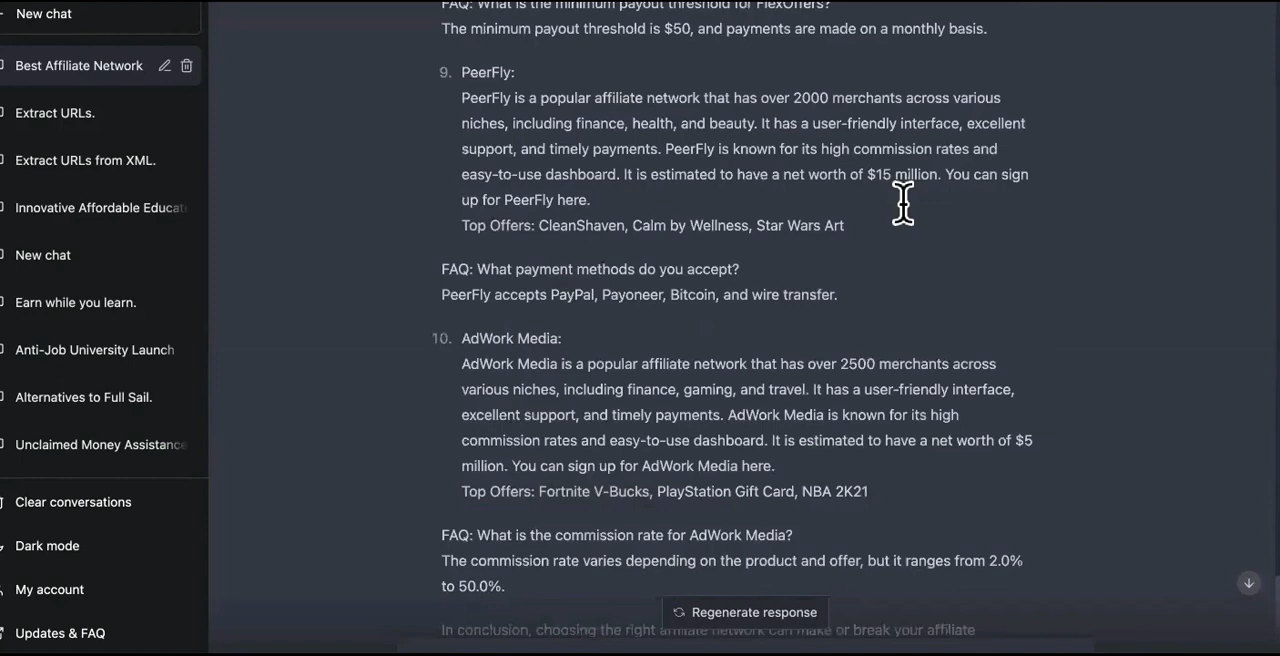 New chat
Best Affiliate Network
Extract URLs.
Extract URLs from XML.
Innovative Affordable Educat
New chat
Earn while you learn.
Anti-Job University Launch
Alternatives to Full Sail.
Unclaimed Money Assistance
Clear conversations
Dark mode
My account
Updates & FAQ
FAQ: What is the minimum payout threshold for FlexOffers?
The minimum payout threshold is $50, and payments are made on a monthly basis.
9. PeerFly:
PeerFly is a popular affiliate network that has over 2000 merchants across various
niches, including finance, health, and beauty. It has a user-friendly interface, excellent
support, and timely payments. PeerFly is known for its high commission rates and
easy-to-use dashboard. It is estimated to have a net worth of $15 million. You can sign
up for PeerFly here.
Top Offers: CleanShaven, Calm by Wellness, Star Wars Art
FAQ: What payment methods do you accept?
PeerFly accepts PayPal, Payoneer, Bitcoin, and wire transfer.
10. AdWork Media:
AdWork Media is a popular affiliate network that has over 2500 merchants across
various niches, including finance, gaming, and travel. It has a user-friendly interface,
excellent support, and timely payments. AdWork Media is known for its high
commission rates and easy-to-use dashboard. It is estimated to have a net worth of $5
million. You can sign up for AdWork Media here.
Top Offers: Fortnite V-Bucks, PlayStation Gift Card, NBA 2K21
FAQ: What is the commission rate for AdWork Media?
The commission rate varies depending on the product and offer, but it ranges from 2.0%
to 50.0%.
Regenerate response
In conclusion, choosing the right affiliate network can make or break your affiliate